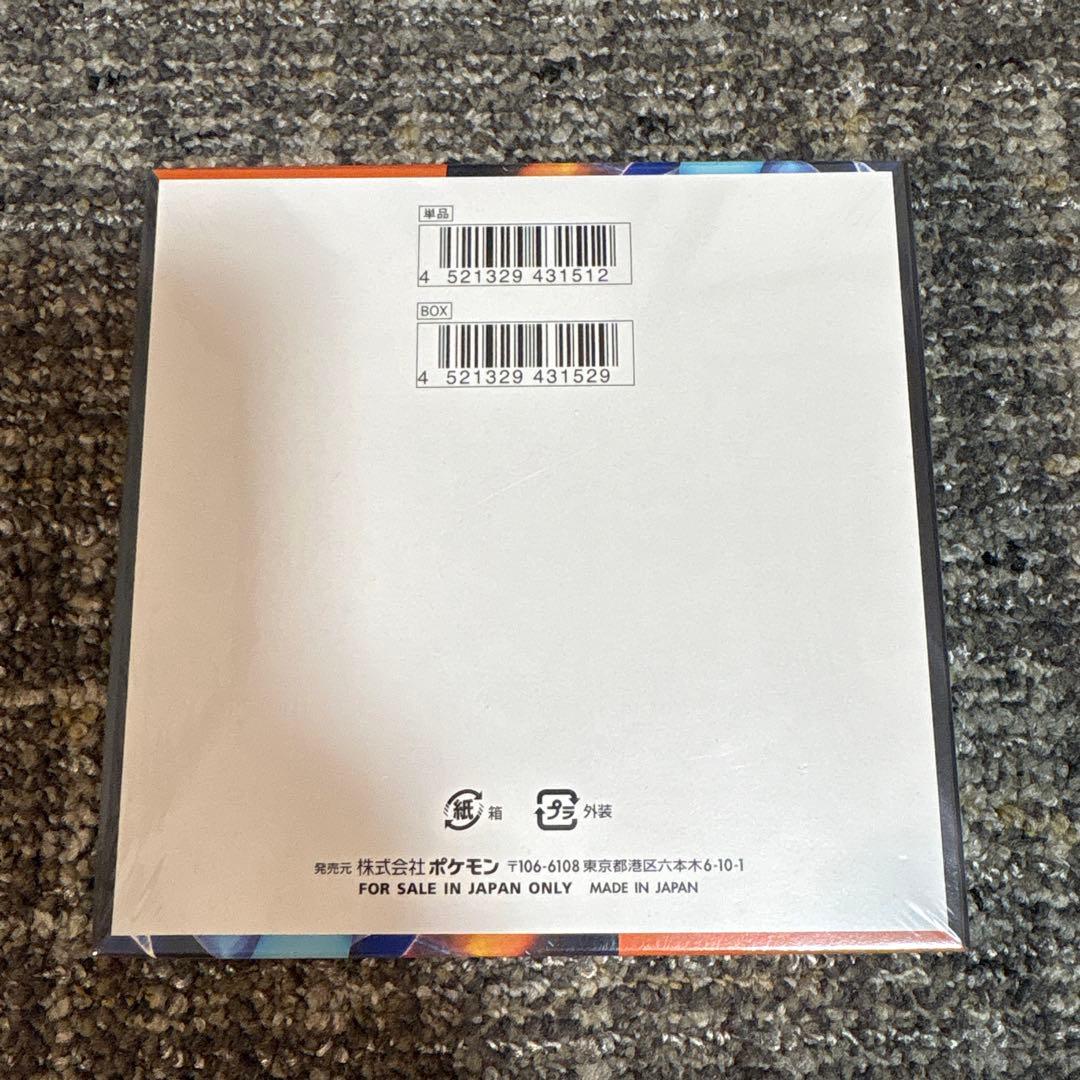 単品
4 521329 431512
BOX
4 521329 431529
紙 箱 プラ 外装
発売元 株式会社 ポケモン 〒106-6108 東京都港区六本木6-10-1
FOR SALE IN JAPAN ONLY MADE IN JAPAN